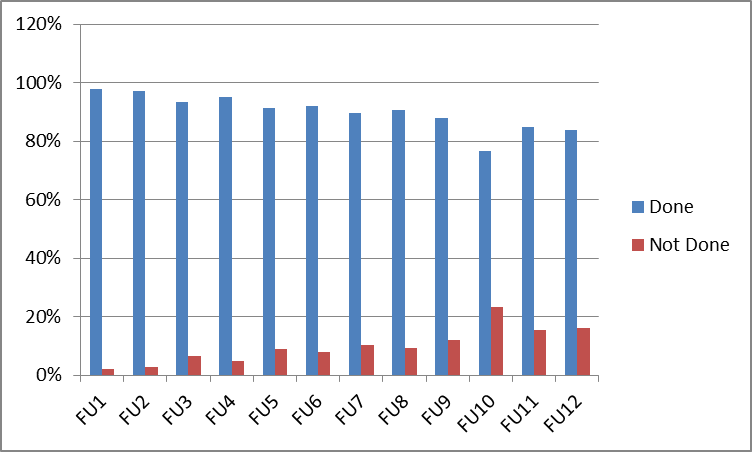 120%
100%
80%
60%
40%
20%
0%
FU1
FU2
FU3
FU4
FU5
FU6
FU7
FU8
FU9
FU10
FU11
FU12
Done
Not Done